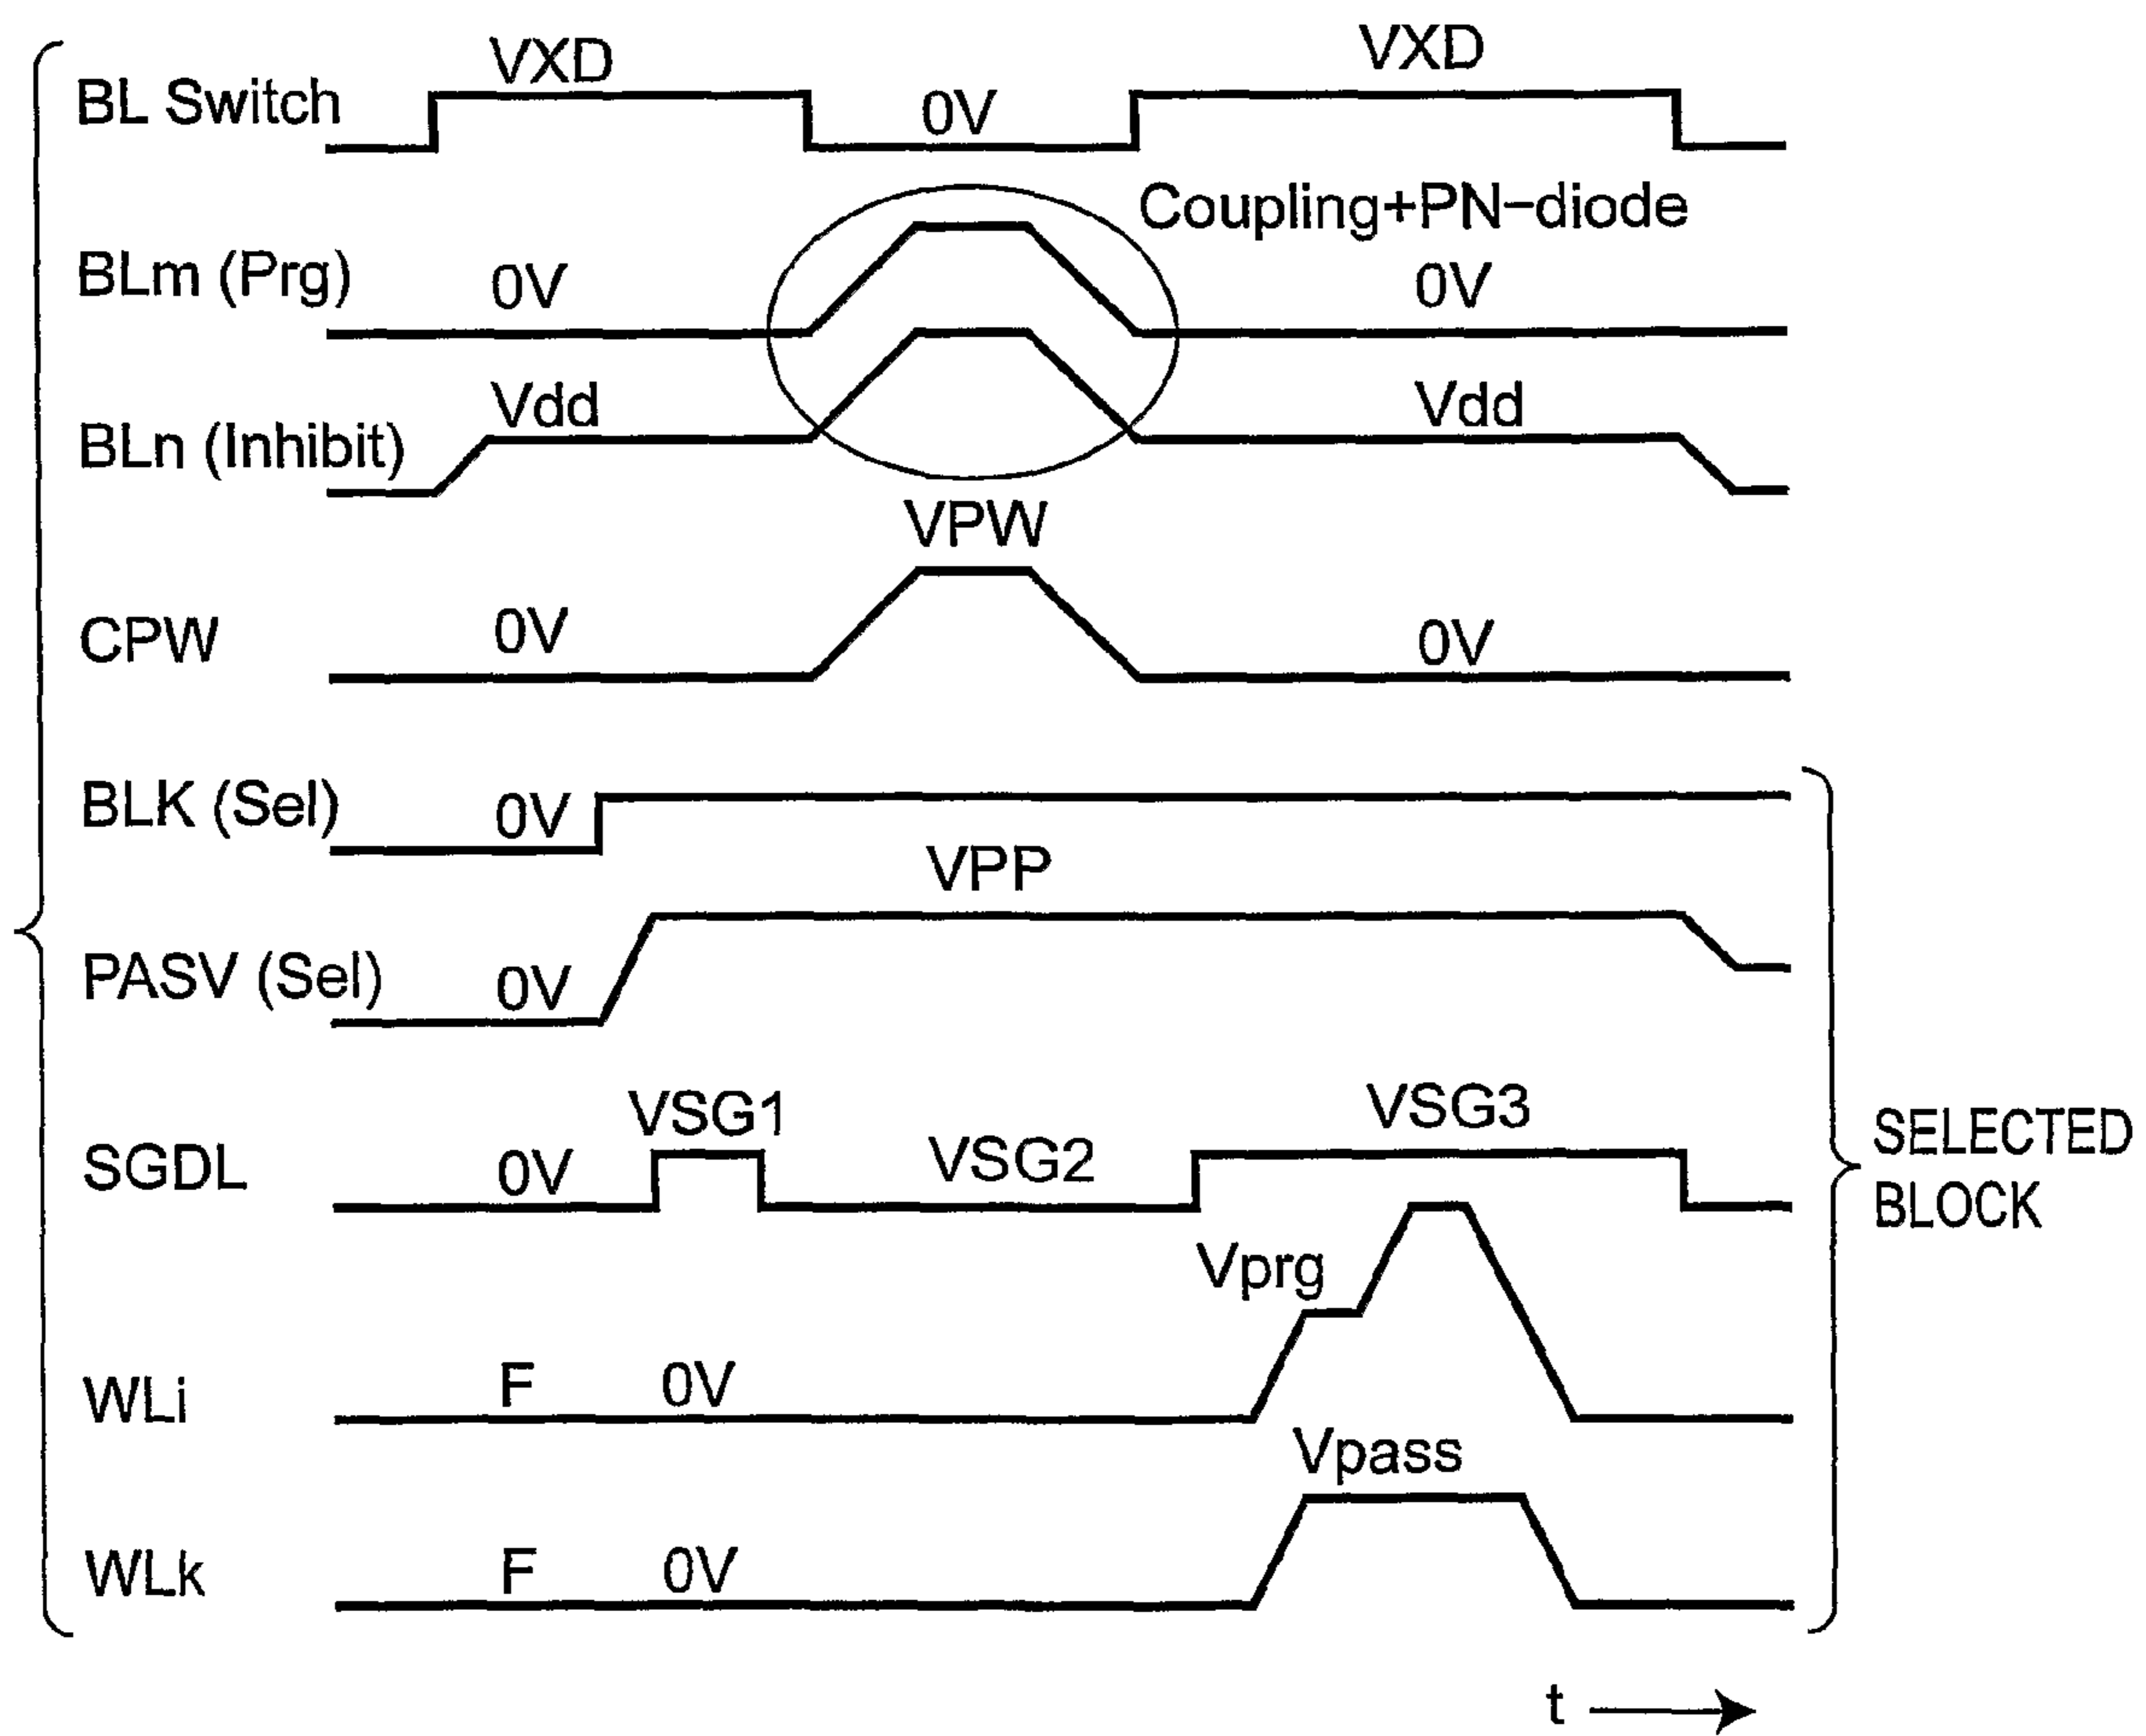 VXD VXD
BL Switch 0V
Coupling+PN-diode
BLm (Prg) 0V 0V
BLn (Inhibit) Vdd Vdd
VPW
CPW 0V 0V
BLK (Sel) 0V
VPP
PASV (Sel) 0V
VSG1 VSG3
SGDL 0V VSG2
SELECTED
BLOCK
Vprg
WLi F 0V
Vpass
WLk F 0V
t